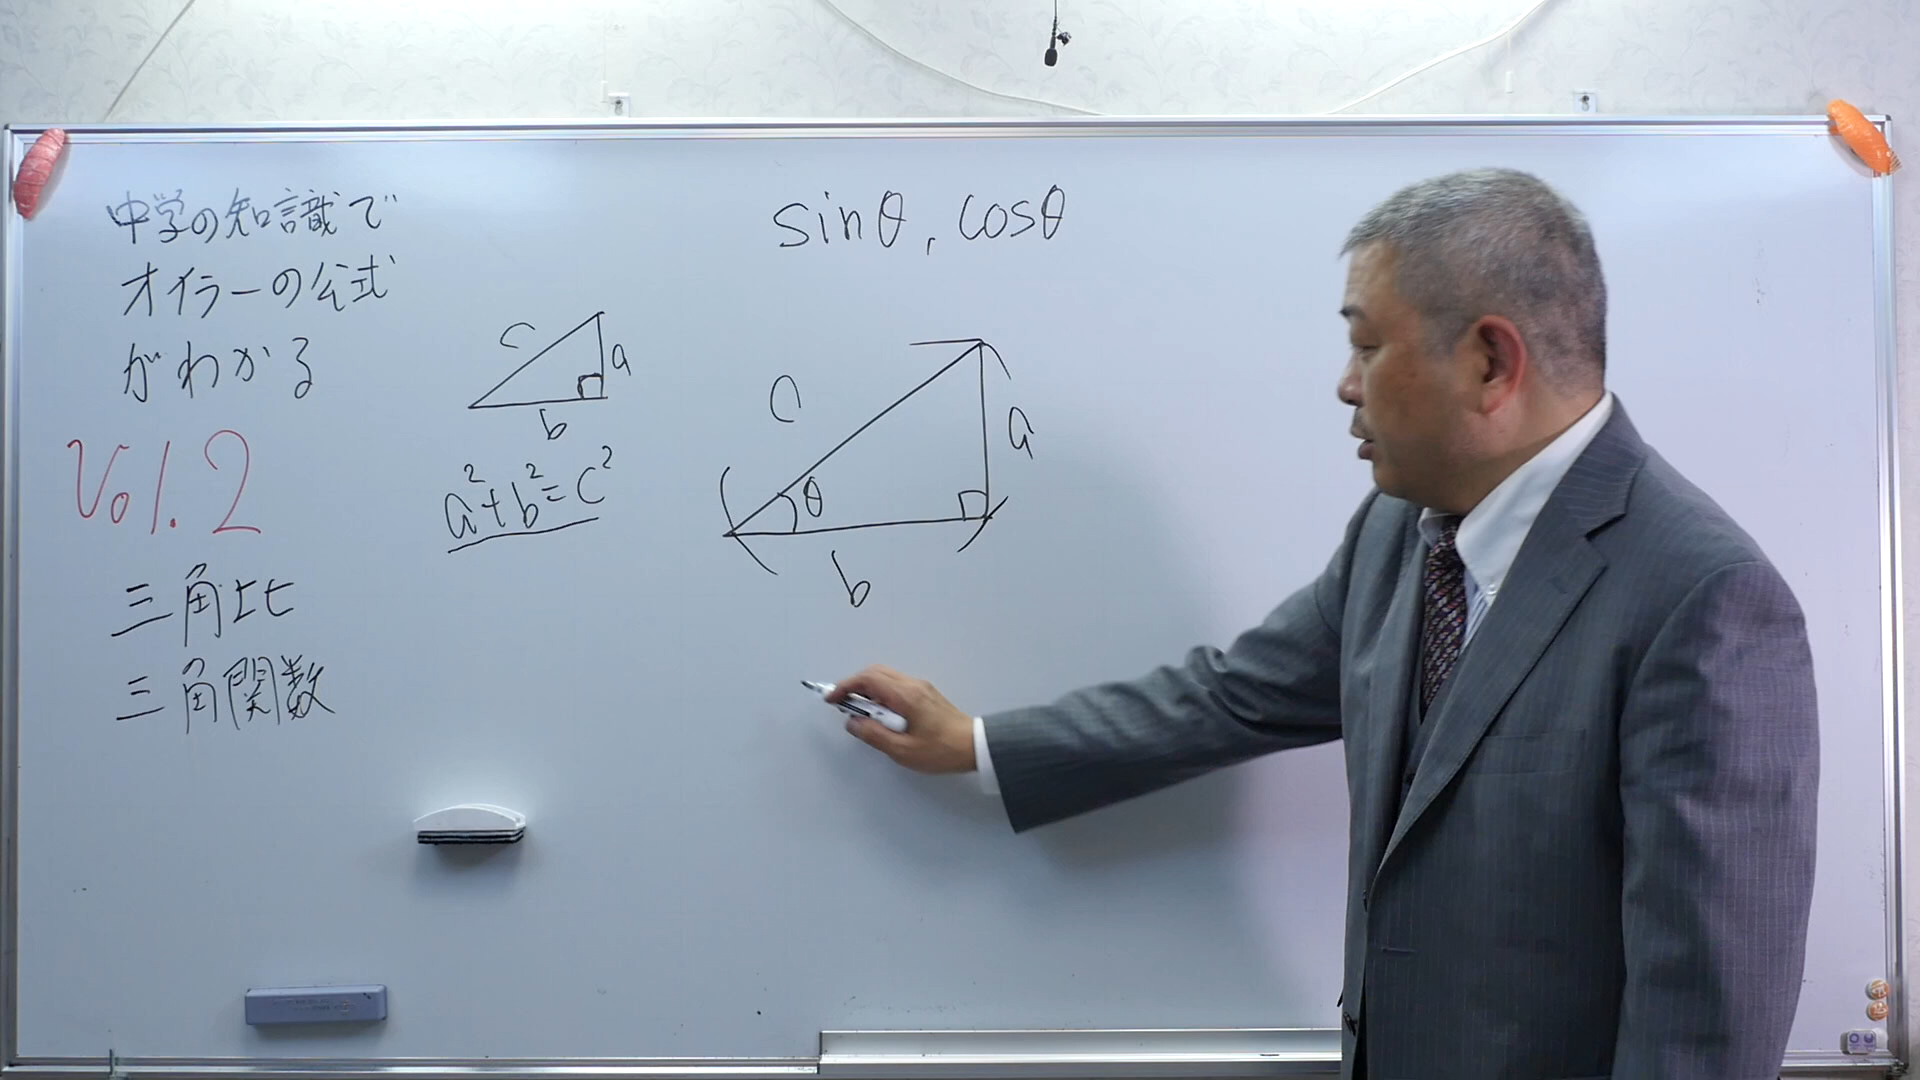 中学の知識で
オイラーの公式
がわかる
Vol.2
三角比
三角関数
c
a
b
a²+b²=c²
sinθ, cosθ
c
a
θ
b